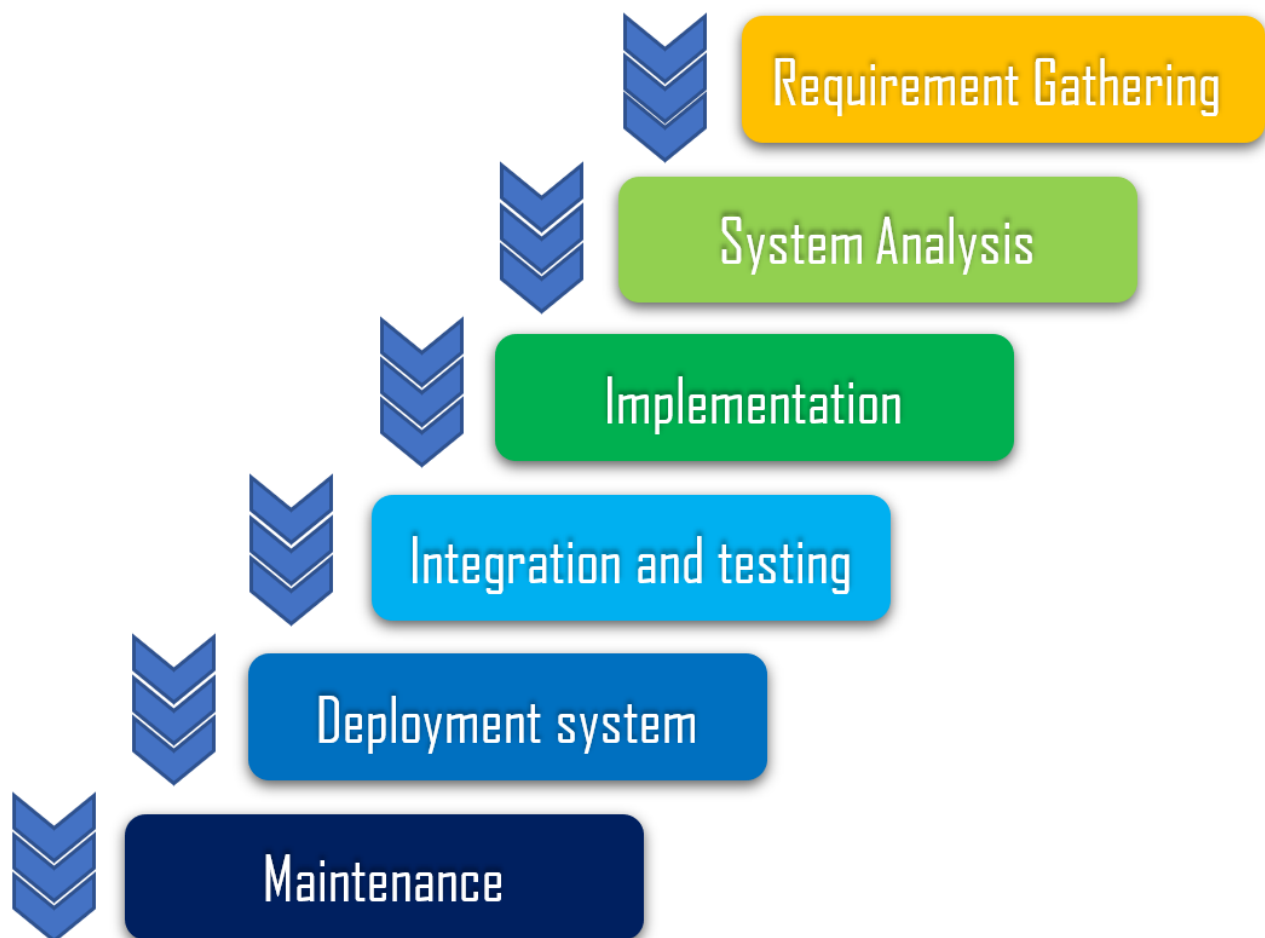 Requirement Gathering
System Analysis
Implementation
Integration and testing
Deployment system
Maintenance